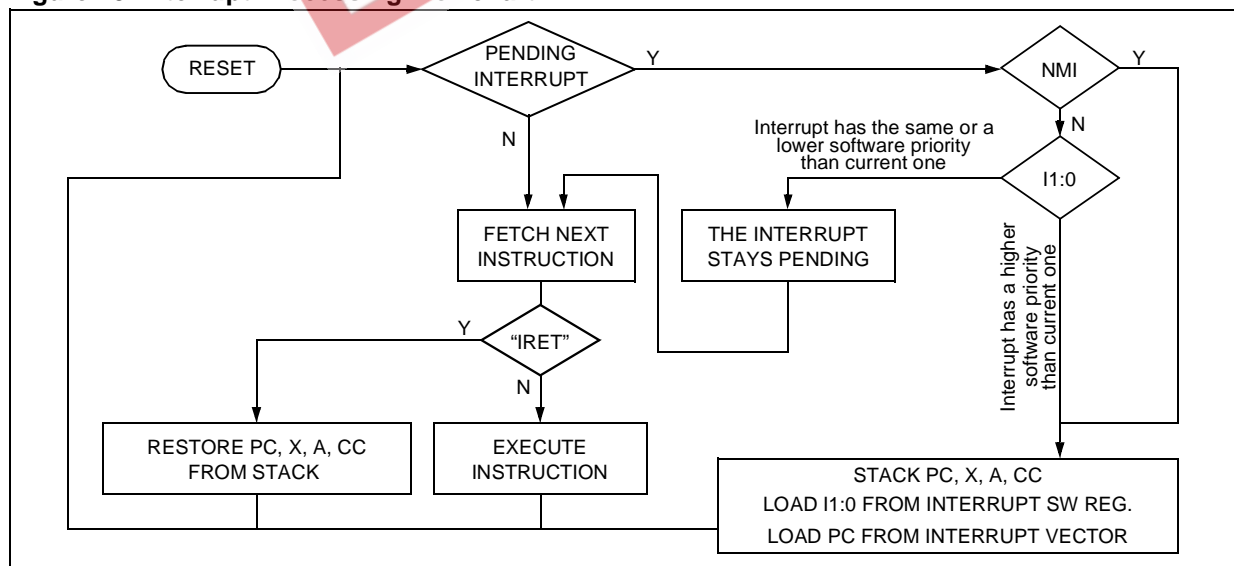 RESET
PENDING
INTERRUPT
Y
NMI
Y
N
N
Interrupt has the same or a
lower software priority
than current one
I1:0
FETCH NEXT
INSTRUCTION
THE INTERRUPT
STAYS PENDING
Interrupt has a higher
software priority
than current one
Y
“IRET”
N
RESTORE PC, X, A, CC
FROM STACK
EXECUTE
INSTRUCTION
STACK PC, X, A, CC
LOAD I1:0 FROM INTERRUPT SW REG.
LOAD PC FROM INTERRUPT VECTOR